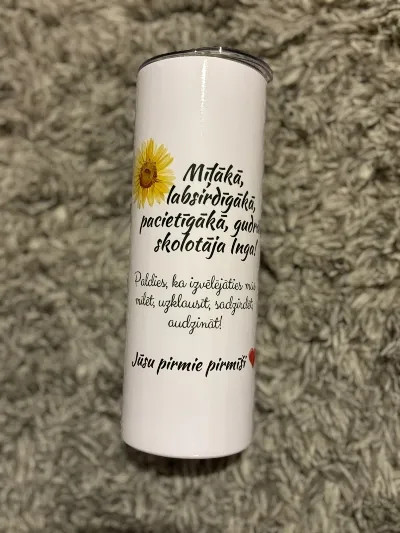 Mīļākā,
labsirdīgākā,
pacietīgākā,
skolotāja Inga!
Paldies, ka izvēlējāties
mīlēt, uzklausīt, sadzirdēt,
audzināt!
Jūsu pirmie pirmīši